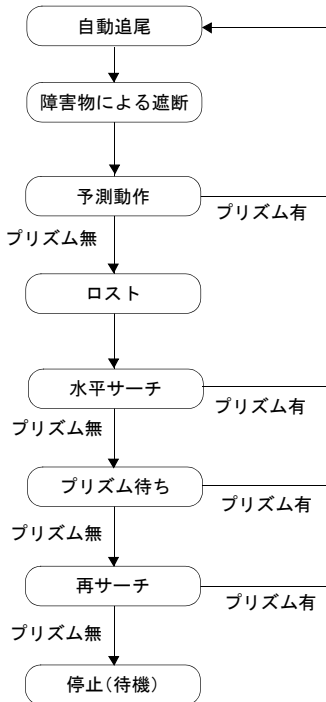 自動追尾
障害物による遮断
予測動作
プリズム有
プリズム無
ロスト
水平サーチ
プリズム有
プリズム無
プリズム待ち
プリズム有
プリズム無
再サーチ
プリズム有
プリズム無
停止(待機)